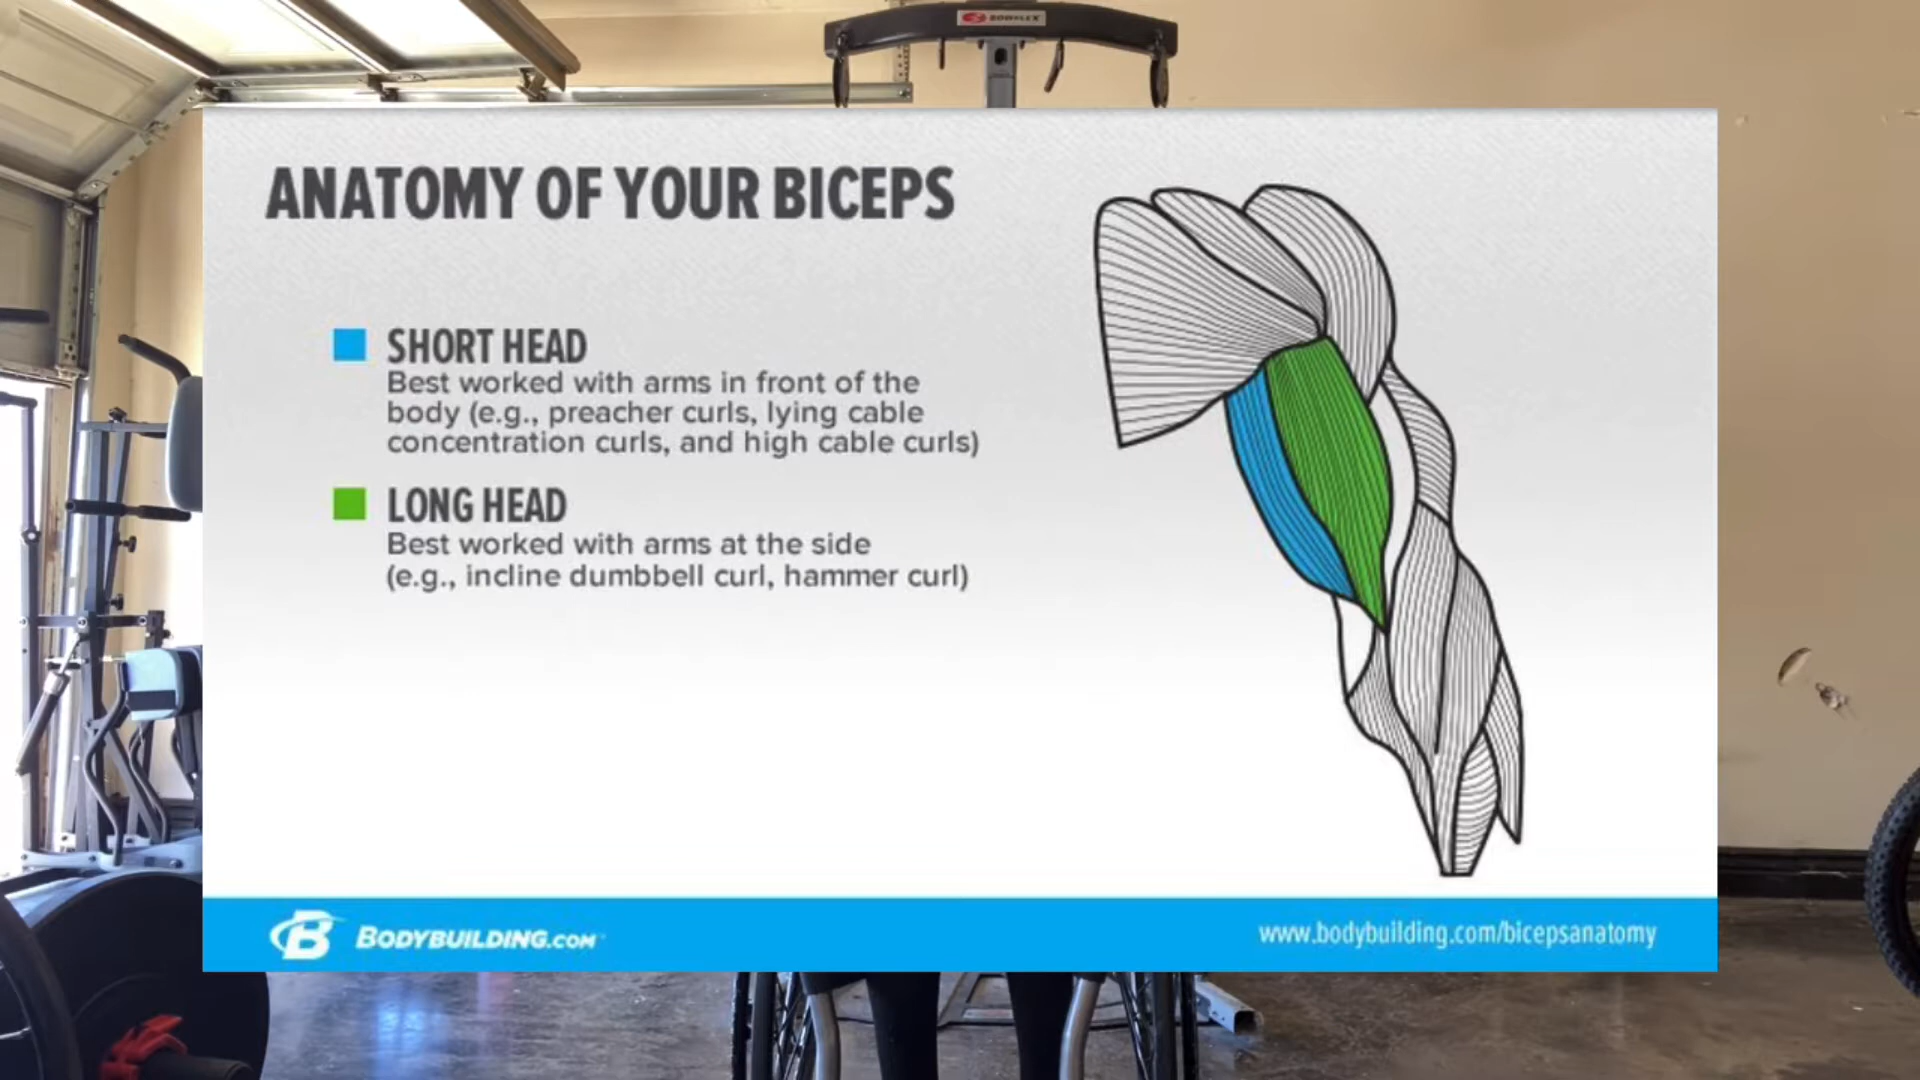 BOWFLEX
ANATOMY OF YOUR BICEPS
SHORT HEAD
Best worked with arms in front of the
body (e.g., preacher curls, lying cable
concentration curls, and high cable curls)
LONG HEAD
Best worked with arms at the side
(e.g., incline dumbbell curl, hammer curl)
B BODYBUILDING.COM™
www.bodybuilding.com/bicepsanatomy